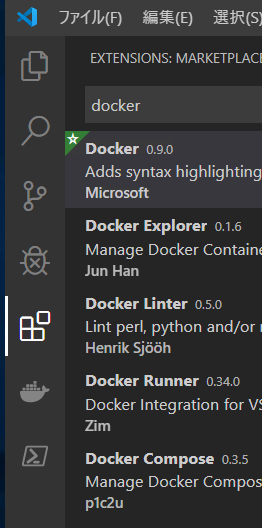 ファイル(F) 編集(E) 選択(S)
EXTENSIONS: MARKETPLACE
docker
Docker 0.9.0
Adds syntax highlighting
Microsoft
Docker Explorer 0.1.6
Manage Docker Containe
Jun Han
Docker Linter 0.5.0
Lint perl, python and/or
Henrik Sjööh
Docker Runner 0.34.0
Docker Integration for VS
Zim
Docker Compose 0.3.5
Manage Docker Compos
p1c2u